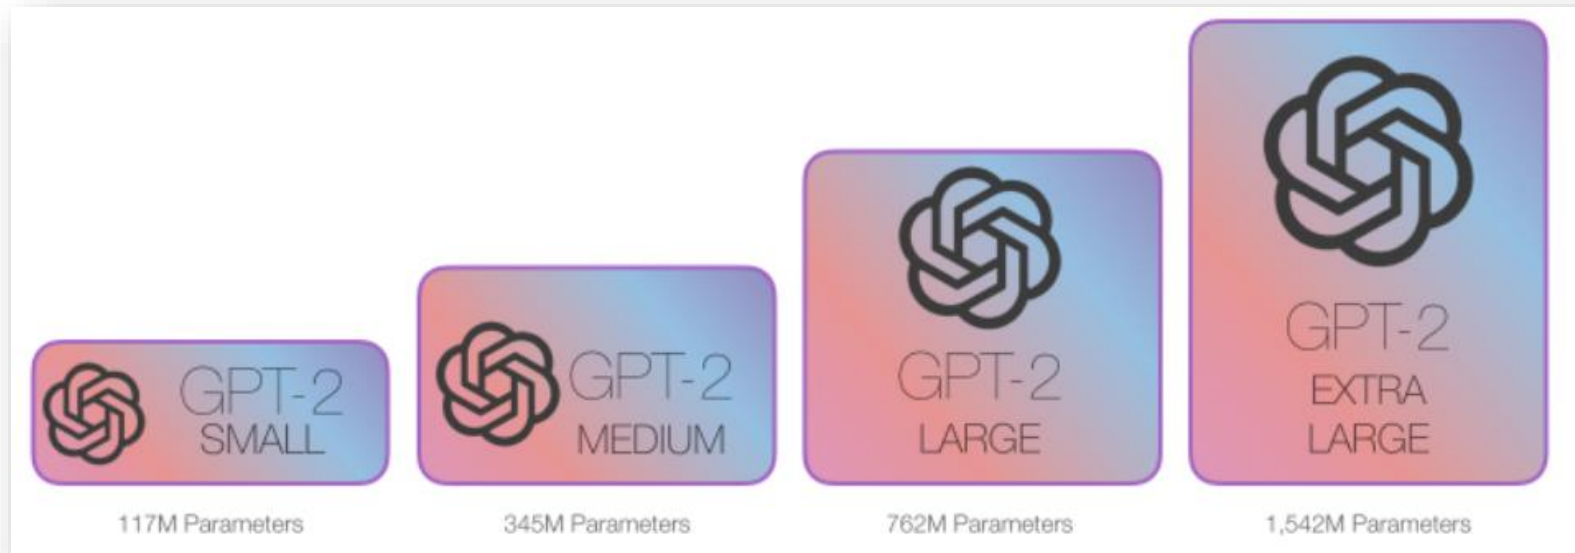 GPT-2
SMALL
117M Parameters
GPT-2
MEDIUM
345M Parameters
GPT-2
LARGE
762M Parameters
GPT-2
EXTRA
LARGE
1,542M Parameters